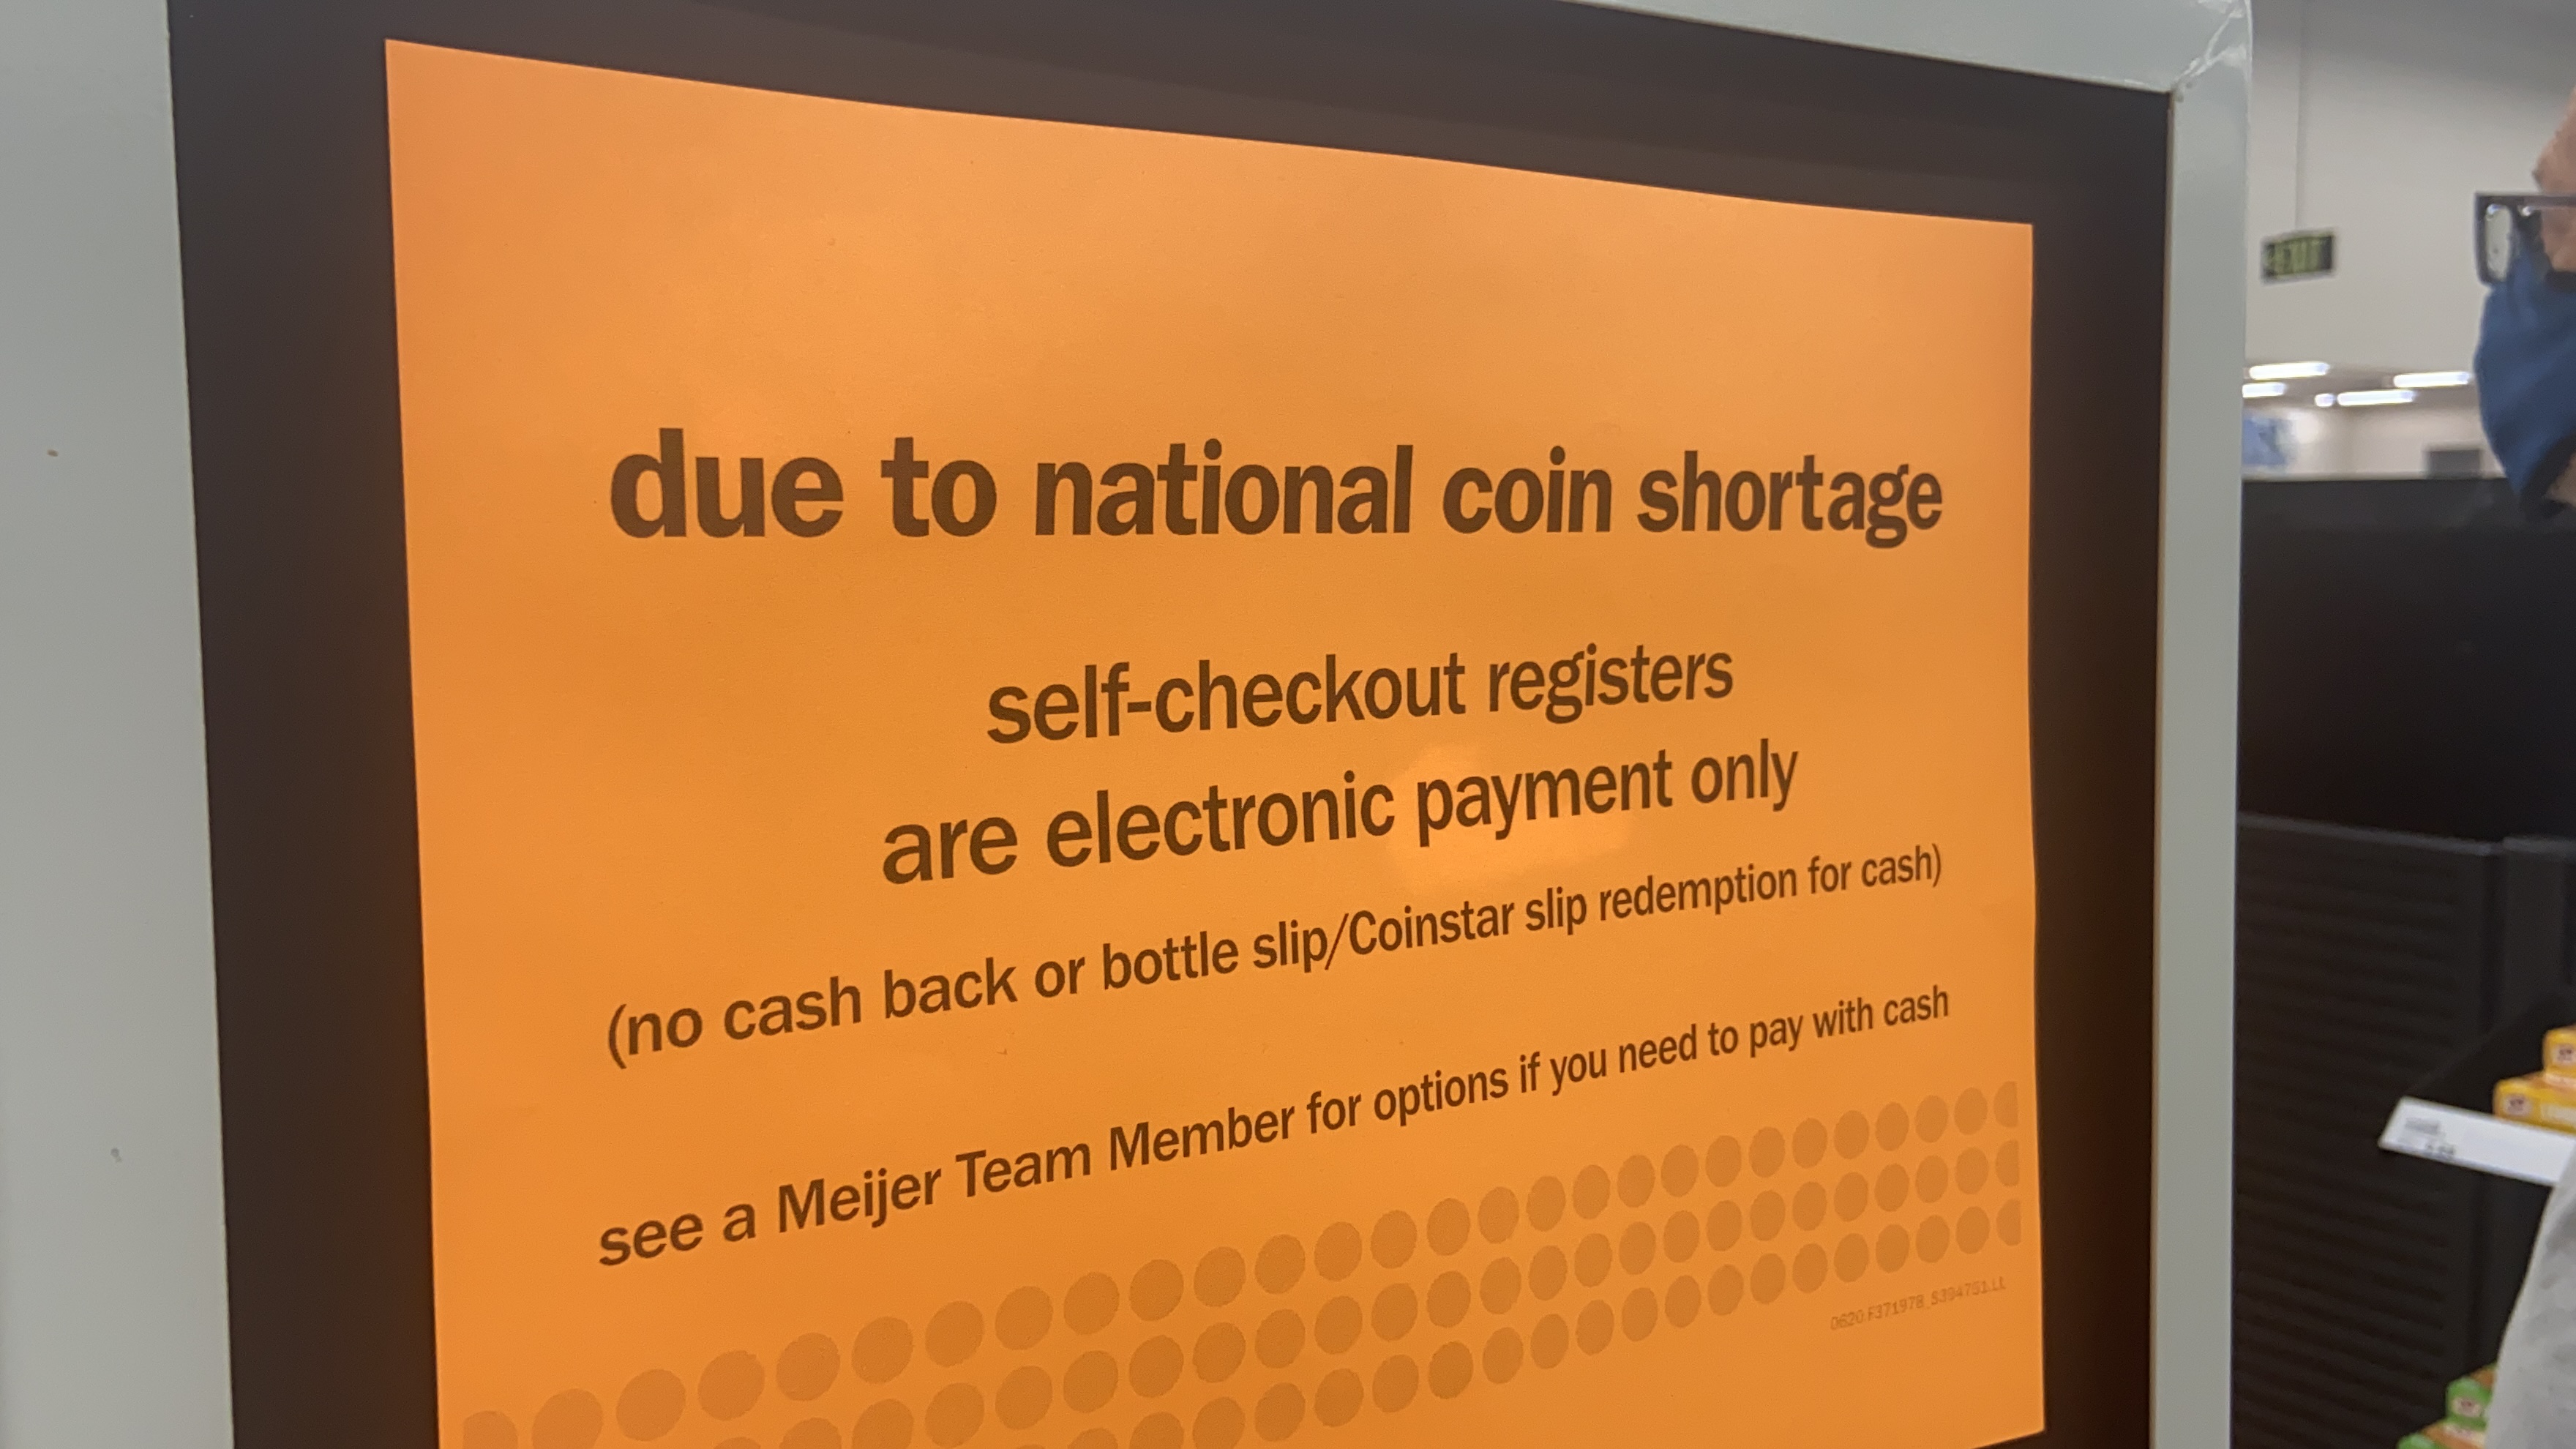 due to national coin shortage
self-checkout registers
are electronic payment only
(no cash back or bottle slip/Coinstar slip redemption for cash)
see a Meijer Team Member for options if you need to pay with cash
EXIT